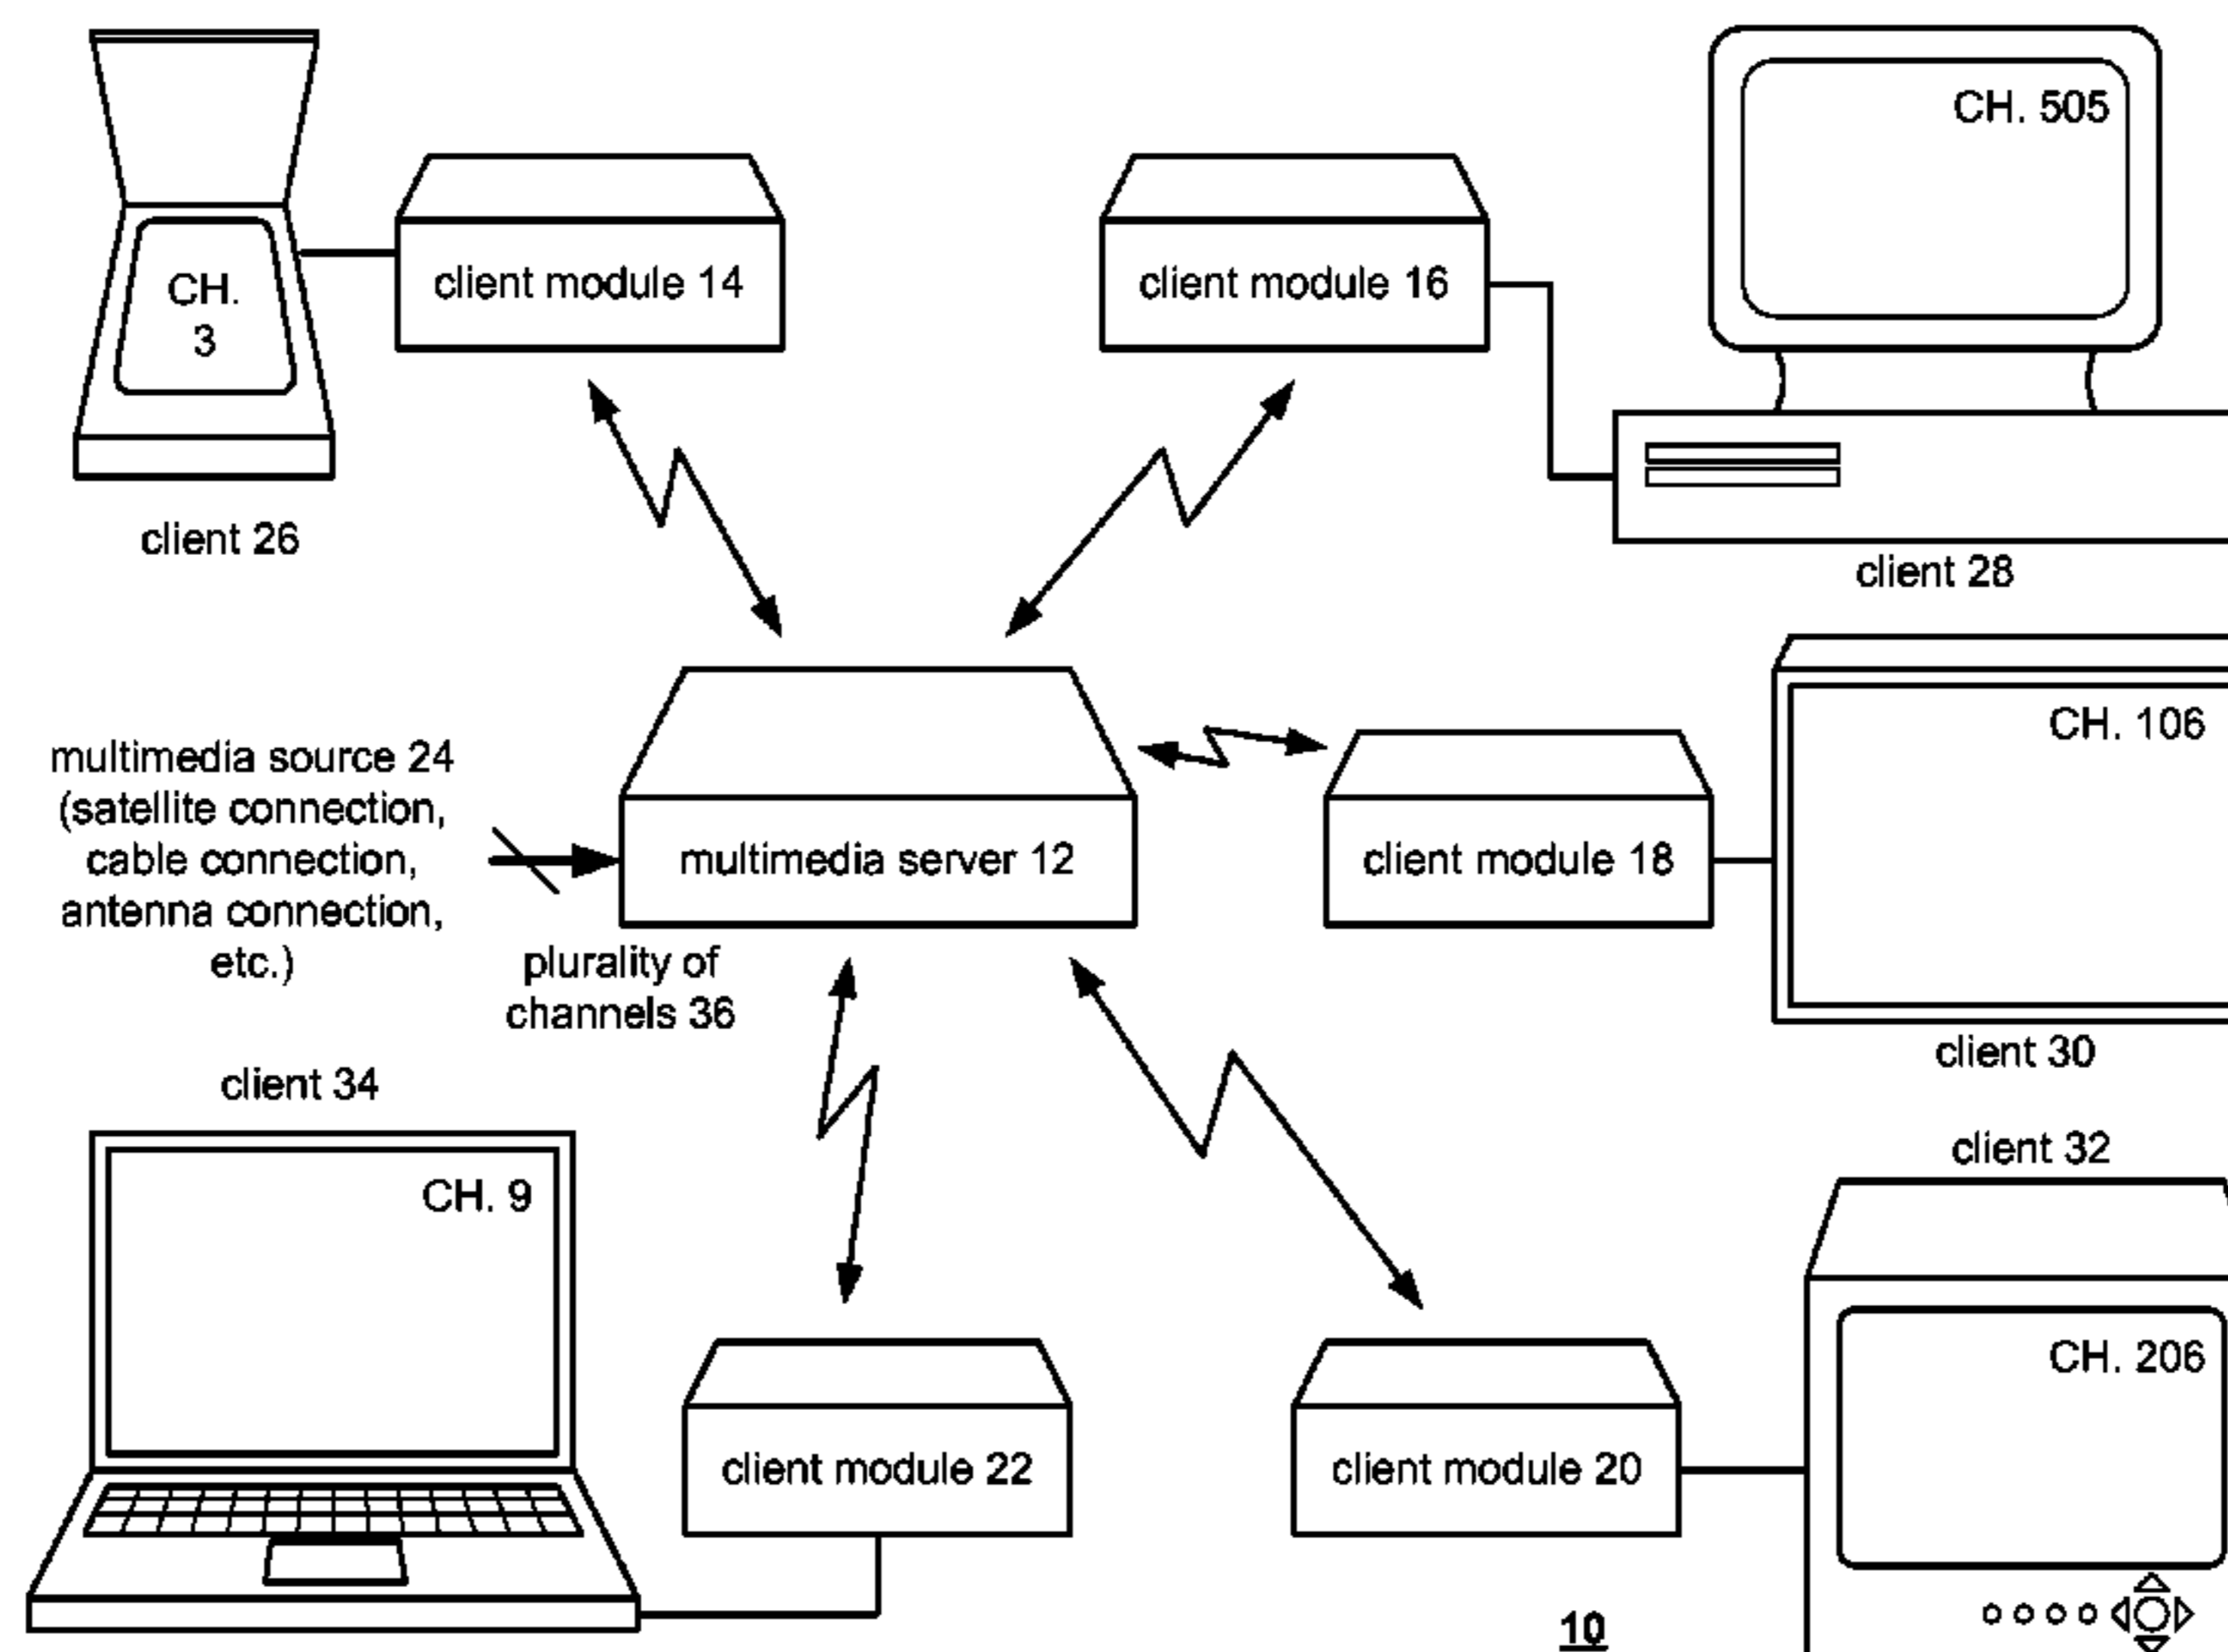 CH.
3
client module 14
client 26
client module 16
CH. 505
client 28
multimedia source 24
(satellite connection,
cable connection,
antenna connection,
etc.)
multimedia server 12
plurality of
channels 36
client module 18
CH. 106
client 30
client 34
CH. 9
client module 22
client module 20
client 32
CH. 206
10